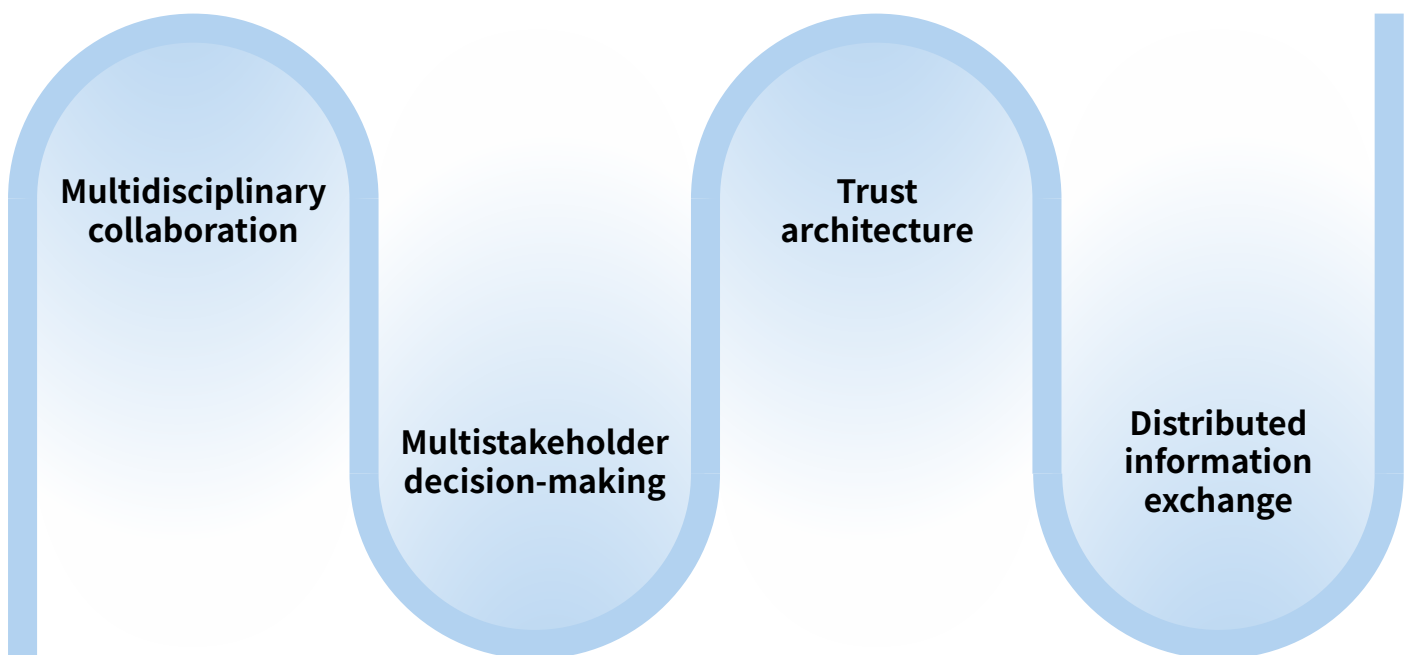 Multidisciplinary
collaboration
Multistakeholder
decision-making
Trust
architecture
Distributed
information
exchange